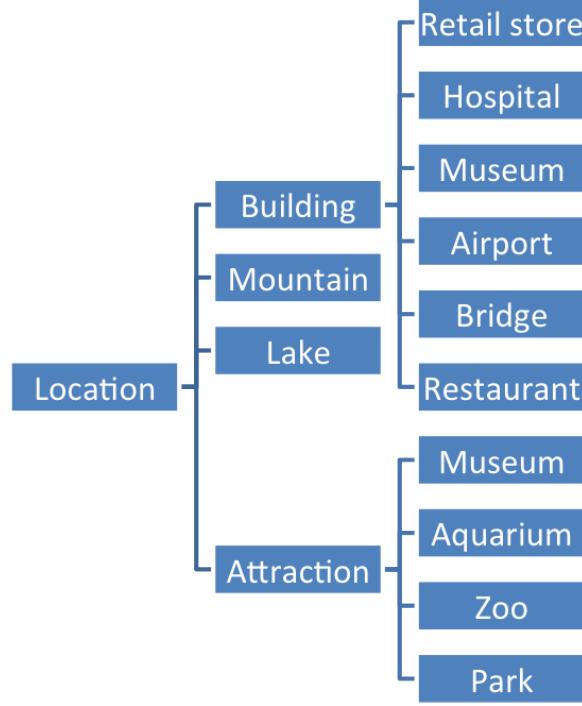 Retail store
Hospital
Museum
Building
Airport
Mountain
Bridge
Lake
Location
Restaurant
Museum
Aquarium
Attraction
Zoo
Park